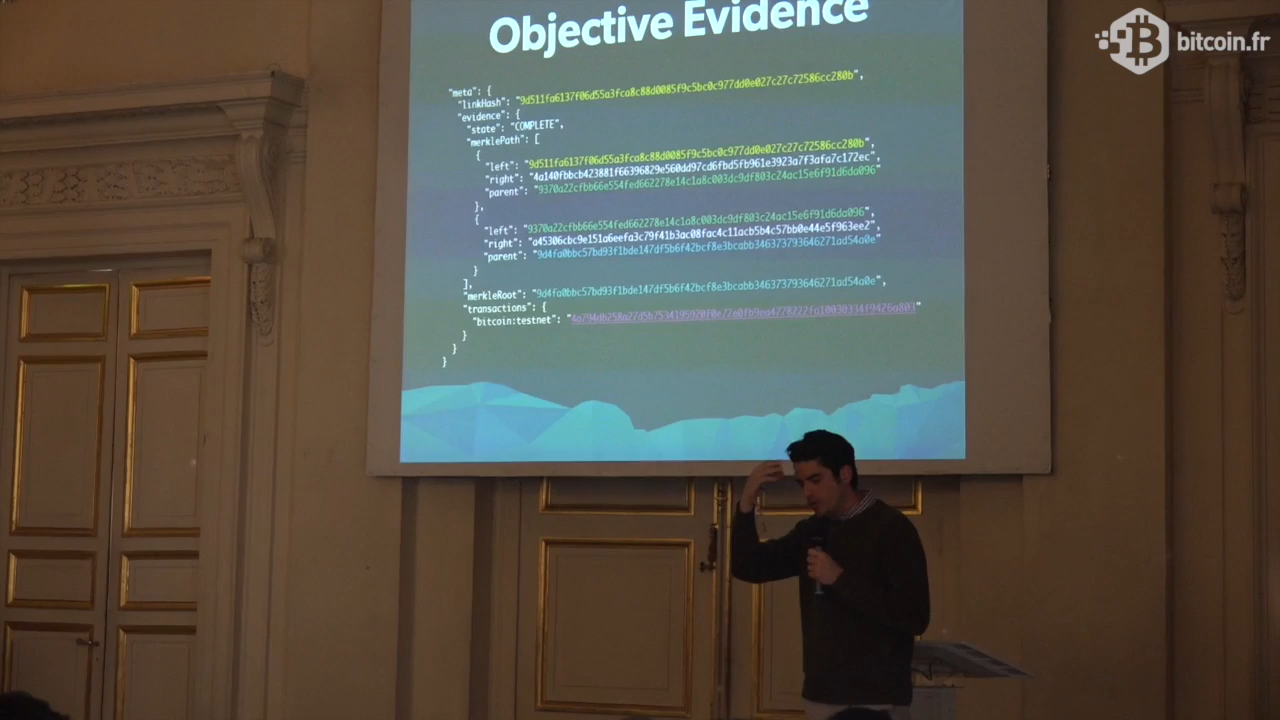 Objective Evidence
bitcoin.fr
"meta": {
"linkHash": "9d511fa6137f06d55a3fca8c88d0085f9c5bc0c977dd0e027c27c72586cc280b",
"evidence": {
"state": "COMPLETE",
"merklePath": [
{
"left": "9d511fa6137f06d55a3fca8c88d0085f9c5bc0c977dd0e027c27c72586cc280b",
"right": "4a140fbbcb423881f66396829e560dd97cd6fbd5fb961e3923a7f3afa7c172ec",
"parent": "9370a22cfbb66e554fed662278e14c1a8c003dc9df803c24ac15e6f91d6da096"
},
{
"left": "9370a22cfbb66e554fed662278e14c1a8c003dc9df803c24ac15e6f91d6da096",
"right": "a45306cbc9e151a6eefa3c79f41b3ac08fac4c11acb5b4c57bb0e44e5f963ee2",
"parent": "9d4fa0bbc57bd93f1bde147df5b6f42bcf8e3bcabb346373793646271ad54a0e"
}
],
"merkleRoot": "9d4fa0bbc57bd93f1bde147df5b6f42bcf8e3bcabb346373793646271ad54a0e",
"transactions": {
"bitcoin:testnet":
}
}
}